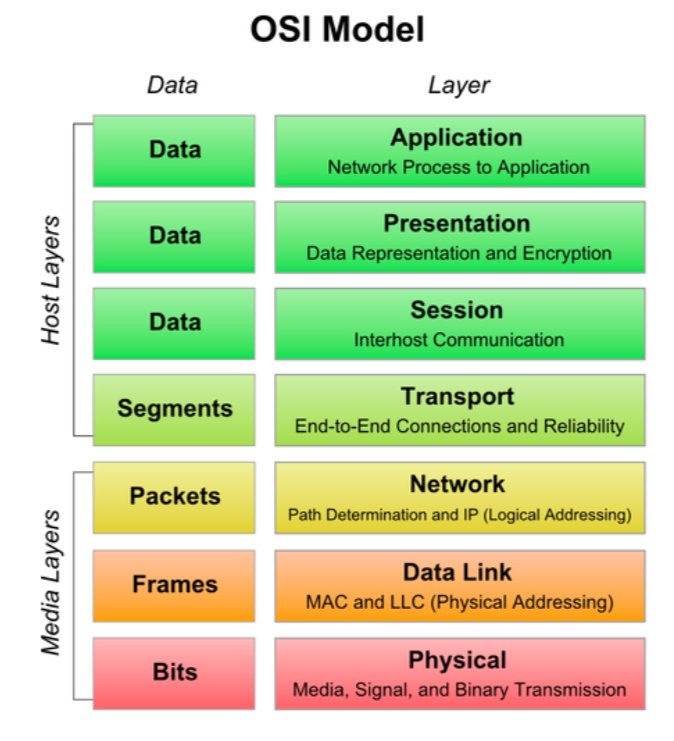 OSI Model
Data
Layer
Host Layers
Data
Application
Network Process to Application
Data
Presentation
Data Representation and Encryption
Data
Session
Interhost Communication
Segments
Transport
End-to-End Connections and Reliability
Media Layers
Packets
Network
Path Determination and IP (Logical Addressing)
Frames
Data Link
MAC and LLC (Physical Addressing)
Bits
Physical
Media, Signal, and Binary Transmission